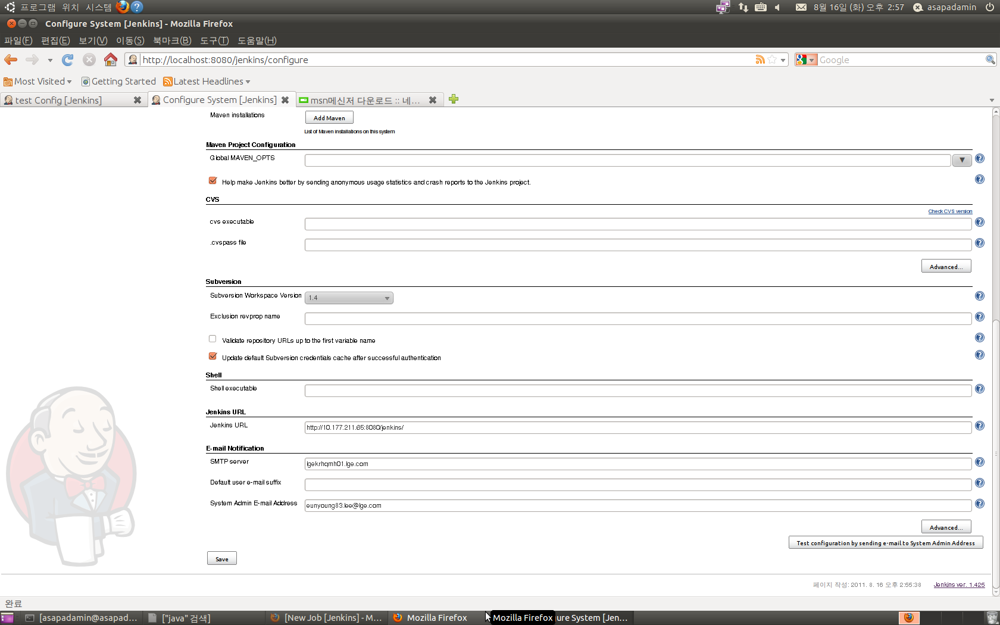 프로그램 위치 시스템 8월 16일 (화) 오후 2:57 asapadamin
Configure System [Jenkins] - Mozilla Firefox
파일(F) 편집(E) 보기(V) 이동(S) 북마크(B) 도구(T) 도움말(H)
http://localhost:8080/jenkins/configure Google
Most Visited Getting Started Latest Headlines
test Config [Jenkins] Configure System [Jenkins] msn메신저 다운로드 :: 네...
Maven installations Add Maven
List of Maven installations on this system
Maven Project Configuration
Global MAVEN_OPTS
Help make Jenkins better by sending anonymous usage statistics and crash reports to the Jenkins project.
CVS
Check CVS version
cvs executable
.cvspass file
Advanced...
Subversion
Subversion Workspace Version 1.4
Exclusion revprop name
Validate repository URLs up to the first variable name
Update default Subversion credentials cache after successful authentication
Shell
Shell executable
Jenkins URL
Jenkins URL http://10.177.211.65:8080/jenkins/
E-mail Notification
SMTP server lgekrhqmh01.lge.com
Default user e-mail suffix
System Admin E-mail Address eunyoung83.lee@lge.com
Advanced...
Test configuration by sending e-mail to System Admin Address
Save
페이지 작성: 2011. 8. 16 오후 2:55:38 Jenkins ver. 1.425
완료
[asapadamin@asapad... ["java" 검색] [New Job [Jenkins] - M... Mozilla Firefox Mozilla Firefox ure System [Jen...